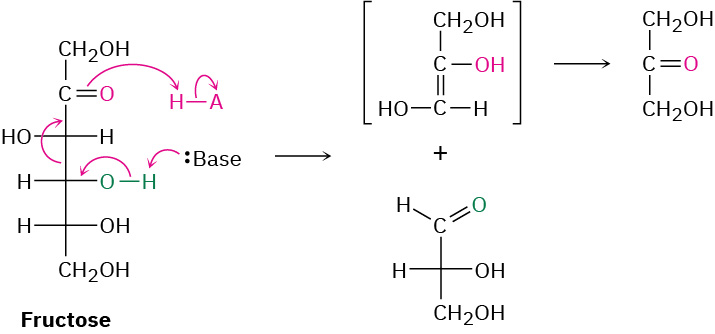 CH₂OH
C=O
H—A
HO H
:Base
H O—H
H OH
CH₂OH
Fructose
CH₂OH
C—OH
HO—C—H
+
H O
C
H OH
CH₂OH
CH₂OH
C=O
CH₂OH